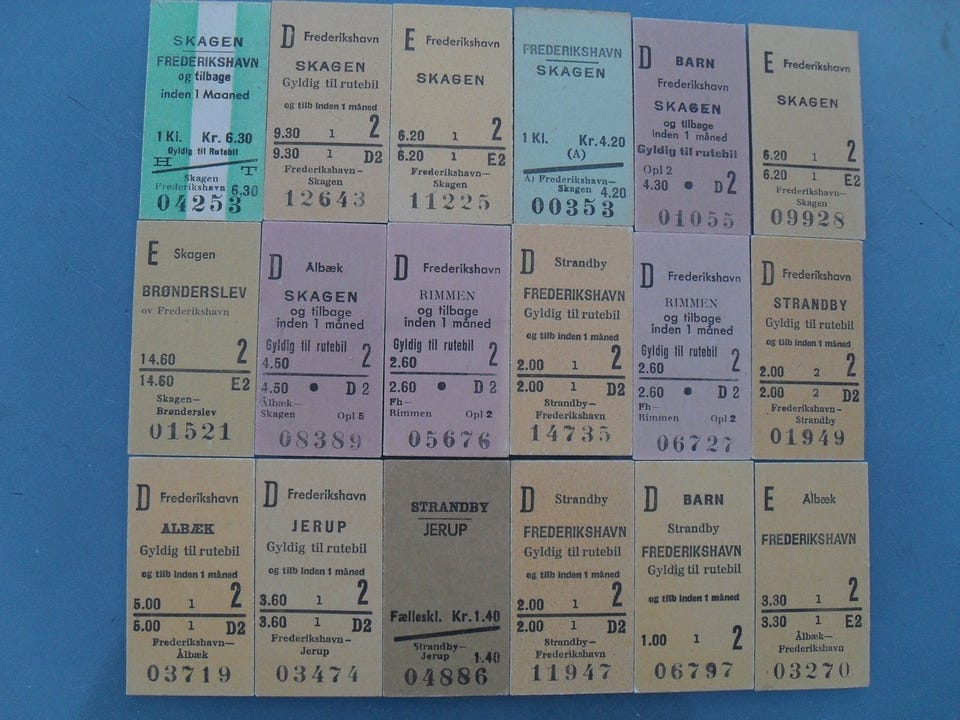 SKAGEN
FREDERIKSHAVN
og tilbage
inden 1 Maaned
1 Kl. Kr. 6.30
Gyldig til Rutebil
H T
Skagen
Frederikshavn 6,30
04253
D Frederikshavn
SKAGEN
Gyldig til rutebil
og tilb inden 1 måned
9.30 1 2
9.30 1 D2
Frederikshavn—
Skagen
12643
E Frederikshavn
SKAGEN
6.20 1 2
6.20 1 E2
Frederikshavn—
Skagen
11225
FREDERIKSHAVN
SKAGEN
1 Kl. Kr. 4.20
(A)
A) Frederikshavn—
Skagen 4.20
00353
D BARN
Frederikshavn
SKAGEN
og tilbage
inden 1 måned
Gyldig til rutebil
Opl 2
4.30 • D 2
01055
E Frederikshavn
SKAGEN
6.20 1 2
6.20 1 E2
Frederikshavn—
Skagen
09928
E Skagen
BRØNDERSLEV
ov Frederikshavn
14.60 2
14.60 E2
Skagen—
Brønderslev
01521
D Ålbæk
SKAGEN
og tilbage
inden 1 måned
Gyldig til rutebil
4.50 2
4.50 • D 2
Ålbæk—
Skagen Opl 5
08389
D Frederikshavn
RIMMEN
og tilbage
inden 1 måned
Gyldig til rutebil
2.60 2
2.60 • D 2
Fh—
Rimmen Opl 2
05676
D Strandby
FREDERIKSHAVN
Gyldig til rutebil
og tilb inden 1 måned
2.00 1 2
2.00 1 D2
Strandby—
Frederikshavn
14735
D Frederikshavn
RIMMEN
og tilbage
inden 1 måned
Gyldig til rutebil
2.60 2
2.60 • D 2
Fh—
Rimmen Opl 2
06727
D Frederikshavn
STRANDBY
Gyldig til rutebil
og tilb inden 1 måned
2.00 2 2
2.00 2 D2
Frederikshavn—
Strandby
01949
D Frederikshavn
ALBÆK
Gyldig til rutebil
og tilb inden 1 måned
5.00 1 2
5.00 1 D2
Frederikshavn—
Ålbæk
03719
D Frederikshavn
JERUP
Gyldig til rutebil
og tilb inden 1 måned
3.60 1 2
3.60 1 D2
Frederikshavn-
Jerup
03474
STRANDBY
JERUP
Fælleskl. Kr. 1.40
Strandby—
Jerup 1.40
04886
D Strandby
FREDERIKSHAVN
Gyldig til rutebil
og tilb inden 1 måned
2.00 1 2
2.00 1 D2
Strandby—
Frederikshavn
11947
D BARN
Strandby
FREDERIKSHAVN
Gyldig til rutebil
og tilb inden 1 måned
1.00 1 2
06797
E Ålbæk
FREDERIKSHAVN
3.30 1 2
3.30 1 E2
Ålbæk—
Frederikshavn
03270